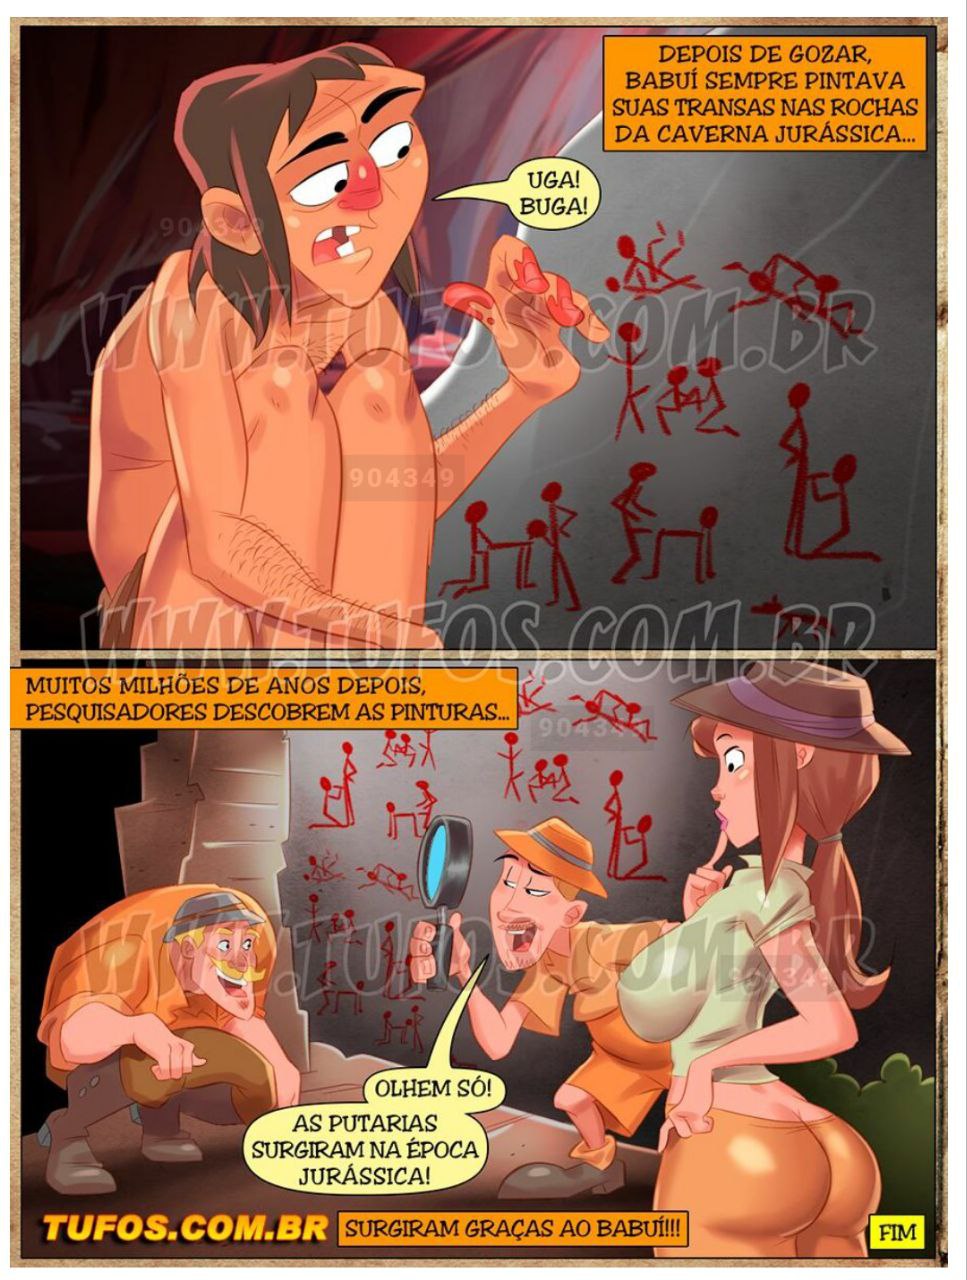 DEPOIS DE GOZAR,
BABUÍ SEMPRE PINTAVA
SUAS TRANSAS NAS ROCHAS
DA CAVERNA JURÁSSICA...
UGA!
BUGA!
904349
WWW.TUFOS.COM.BR
904349
WWW.TUFOS.COM.BR
MUITOS MILHÕES DE ANOS DEPOIS,
PESQUISADORES DESCOBREM AS PINTURAS...
904349
WWW.TUFOS.COM.BR
904349
OLHEM SÓ!
AS PUTARIAS
SURGIRAM NA ÉPOCA
JURÁSSICA!
TUFOS.COM.BR
SURGIRAM GRAÇAS AO BABUÍ!!!
FIM